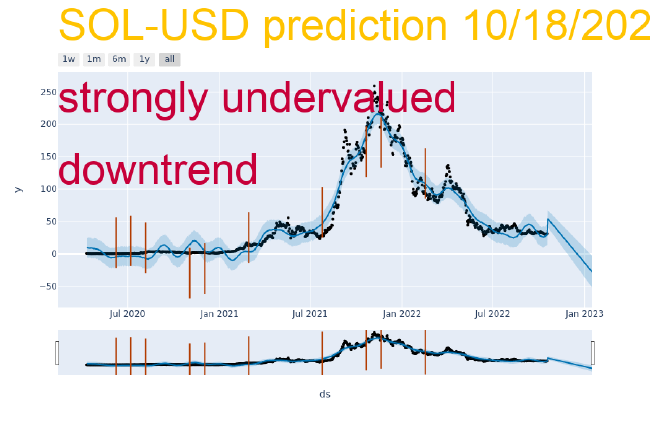 SOL-USD prediction 10/18/202
1w 1m 6m 1y all
strongly undervalued
downtrend
y
250
200
150
100
50
0
−50
Jul 2020 Jan 2021 Jul 2021 Jan 2022 Jul 2022 Jan 2023
ds